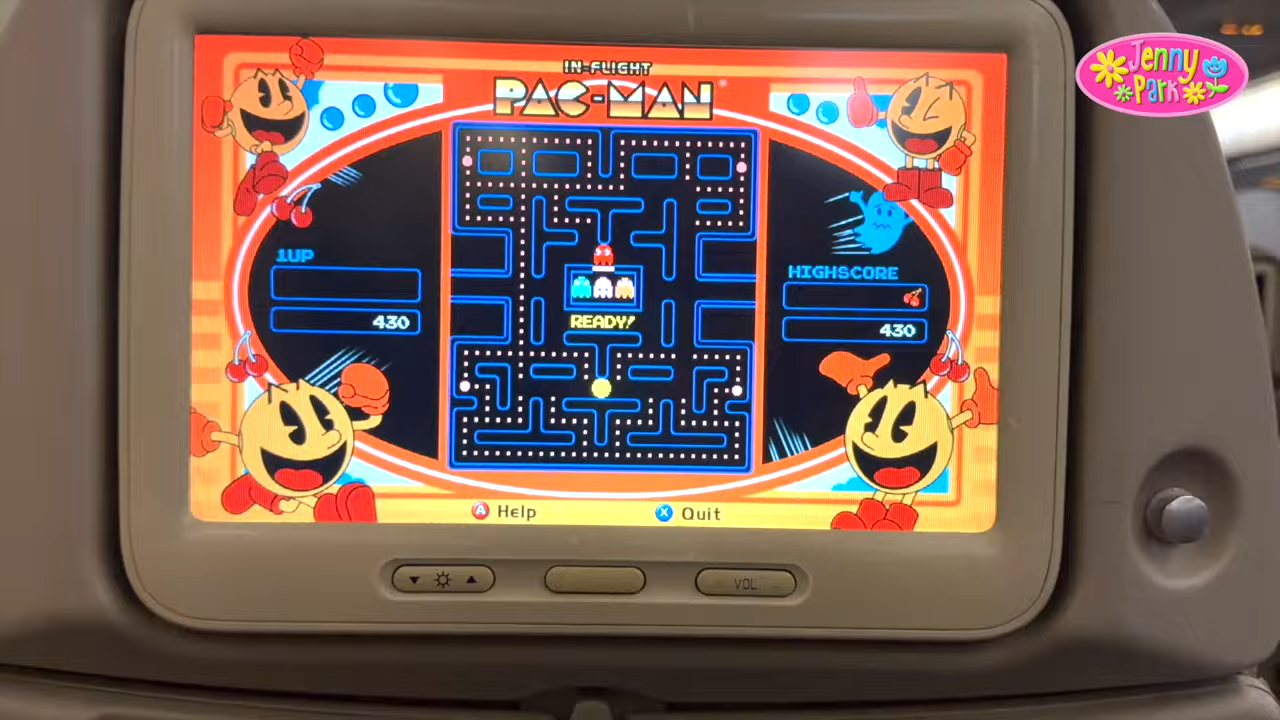 Jenny
Park
IN-FLIGHT
PAC-MAN
1UP
430
HIGHSCORE
430
READY!
A Help
X Quit
VOL